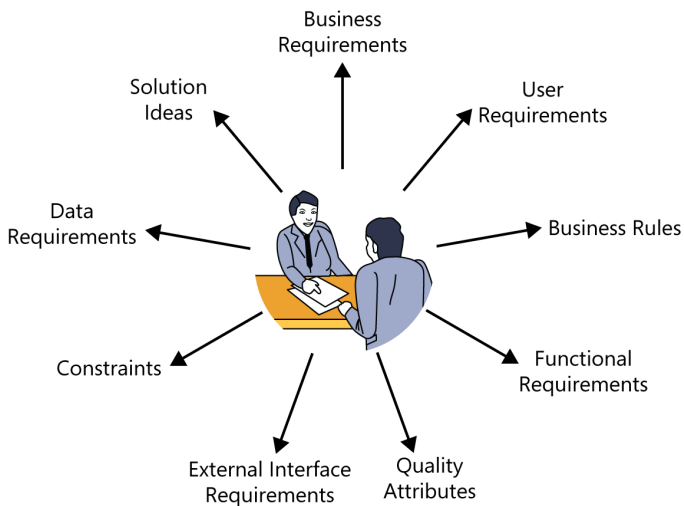 Business
Requirements
User
Requirements
Business Rules
Functional
Requirements
Quality
Attributes
External Interface
Requirements
Constraints
Data
Requirements
Solution
Ideas